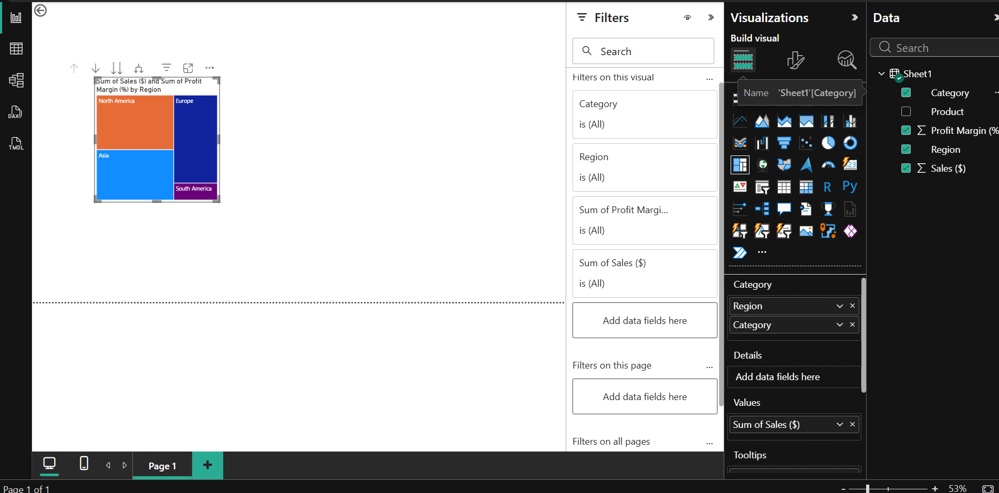 Filters
Visualizations
Data
Build visual
Search
Search
DAX
TMDL
Sum of Sales ($) and Sum of Profit
Margin (%) by Region
North America
Europe
Asia
South America
Filters on this visual
...
Category
is (All)
Region
is (All)
Sum of Profit Margi...
is (All)
Sum of Sales ($)
is (All)
Add data fields here
Filters on this page
...
Add data fields here
Filters on all pages
...
Name 'Sheet1'[Category]
123
R
Py
Category
Region
Category
Details
Add data fields here
Values
Sum of Sales ($)
Tooltips
Sheet1
Category
Product
Profit Margin (%
Region
Sales ($)
Page 1
Page 1 of 1
- + 53%